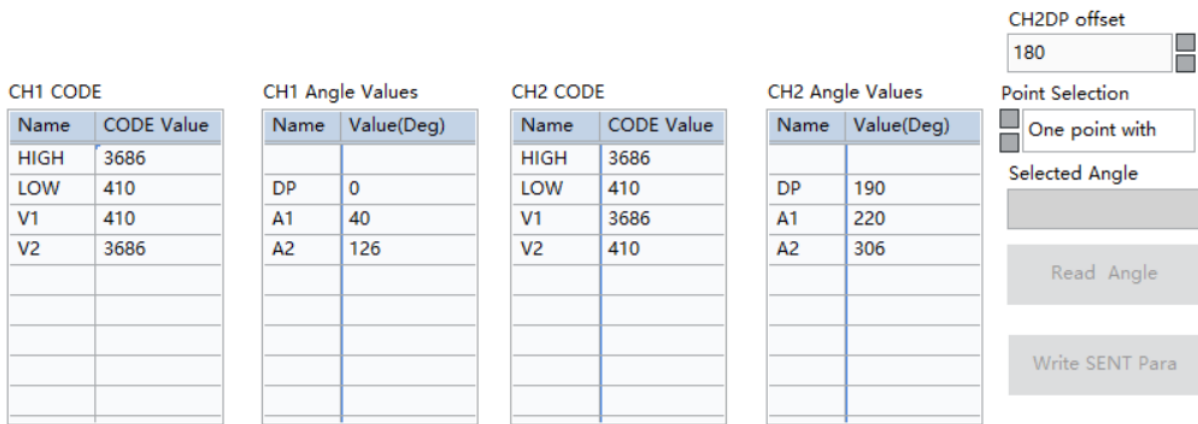 CH2DP offset
180
CH1 CODE CH1 Angle Values CH2 CODE CH2 Angle Values Point Selection
Name CODE Value Name Value(Deg) Name CODE Value Name Value(Deg) One point with
HIGH 3686 HIGH 3686
Selected Angle
LOW 410 DP 0 LOW 410 DP 190
V1 410 A1 40 V1 3686 A1 220
V2 3686 A2 126 V2 410 A2 306
Read Angle
Write SENT Para